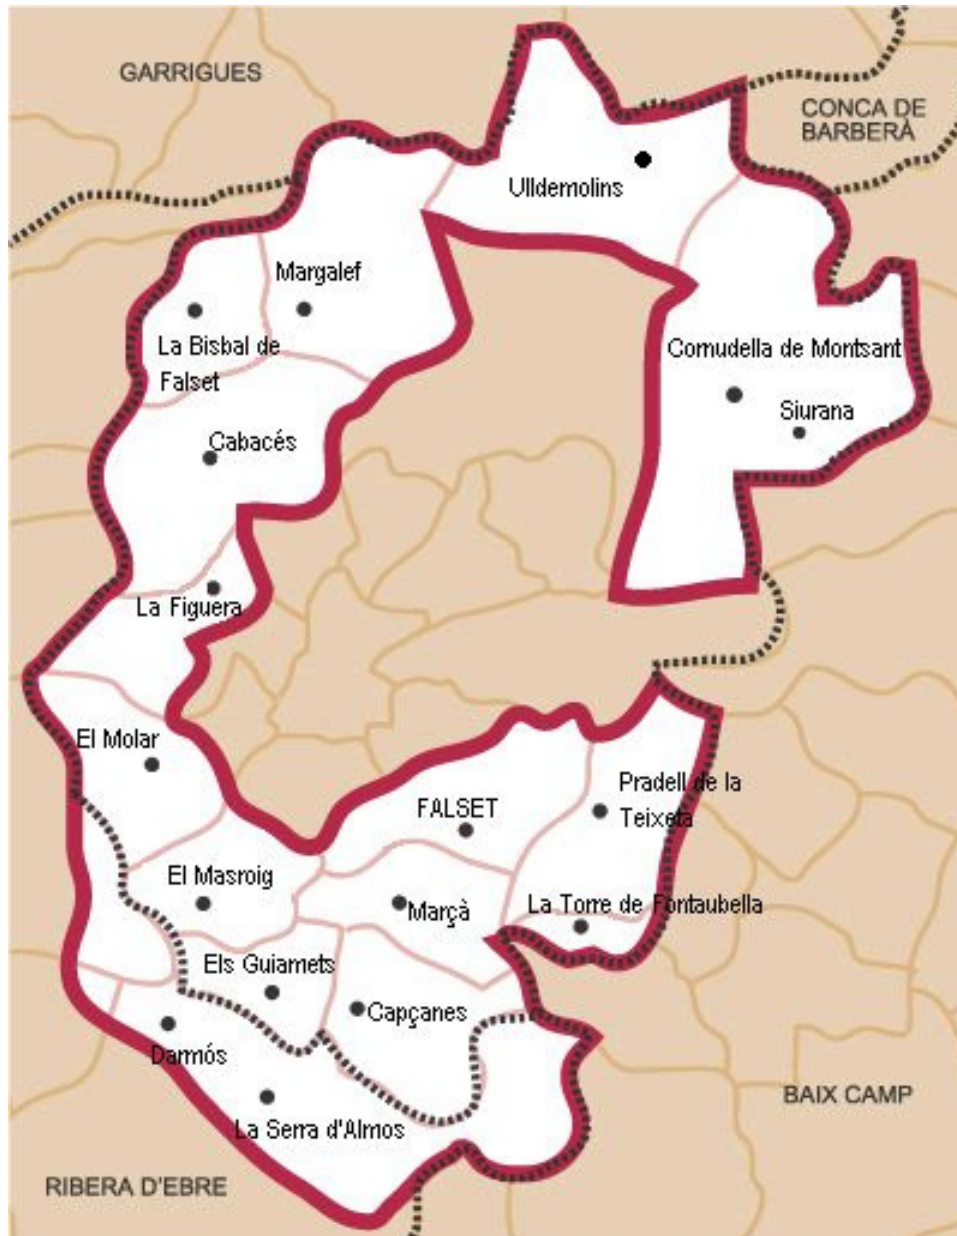 GARRIGUES
CONCA DE
BARBERÀ
Ulldemolins
Margalef
La Bisbal de
Falset
Cornudella de Montsant
Siurana
Cabacés
La Figuera
El Molar
Pradell de la
Teixeta
FALSET
El Masroig
Marçà
La Torre de Fontaubella
Els Guiamets
Capçanes
Darmós
La Serra d'Almos
BAIX CAMP
RIBERA D'EBRE